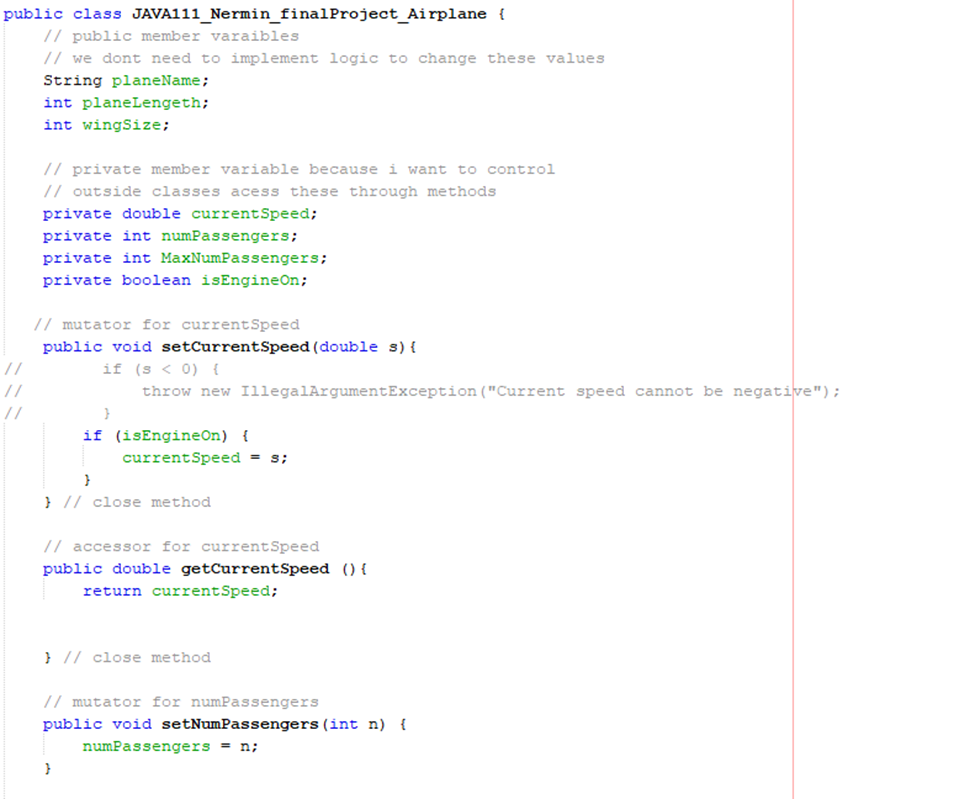 public class JAVA111_Nermin_finalProject_Airplane {
    // public member varaibles
    // we dont need to implement logic to change these values
    String planeName;
    int planeLengeth;
    int wingSize;

    // private member variable because i want to control
    // outside classes acess these through methods
    private double currentSpeed;
    private int numPassengers;
    private int MaxNumPassengers;
    private boolean isEngineOn;

   // mutator for currentSpeed
    public void setCurrentSpeed(double s){
//        if (s < 0) {
//            throw new IllegalArgumentException("Current speed cannot be negative");
//        }
        if (isEngineOn) {
            currentSpeed = s;
        }
    } // close method

    // accessor for currentSpeed
    public double getCurrentSpeed (){
        return currentSpeed;


    } // close method

    // mutator for numPassengers
    public void setNumPassengers(int n) {
        numPassengers = n;
    }